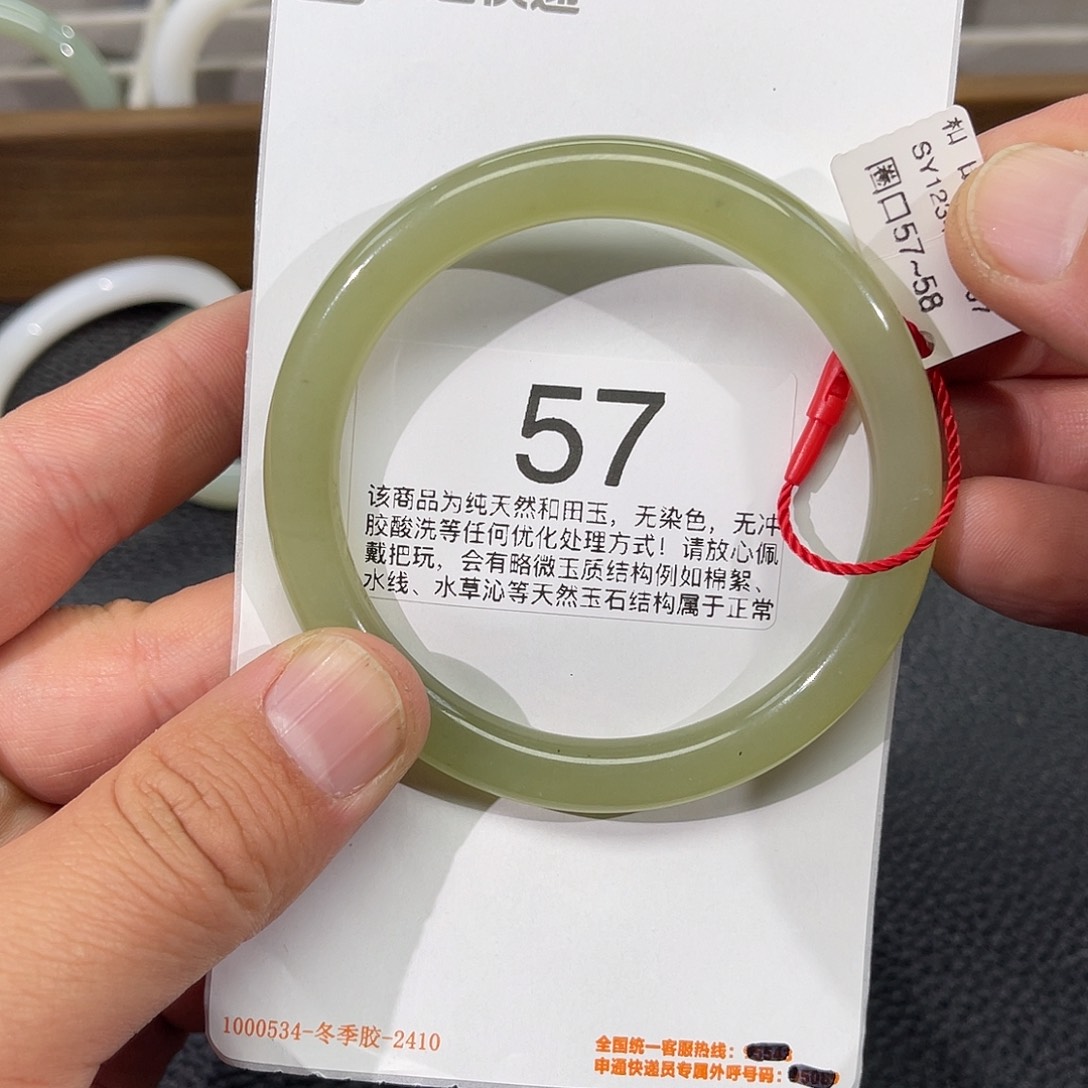 快递
SY123
圈口57~58
57
该商品为纯天然和田玉，无染色，无冲
胶酸洗等任何优化处理方式！请放心佩
戴把玩，会有略微玉质结构例如棉絮、
水线、水草沁等天然玉石结构属于正常
1000534-冬季胶-2410
全国统一客服热线：
申通快递员专属外呼号码：